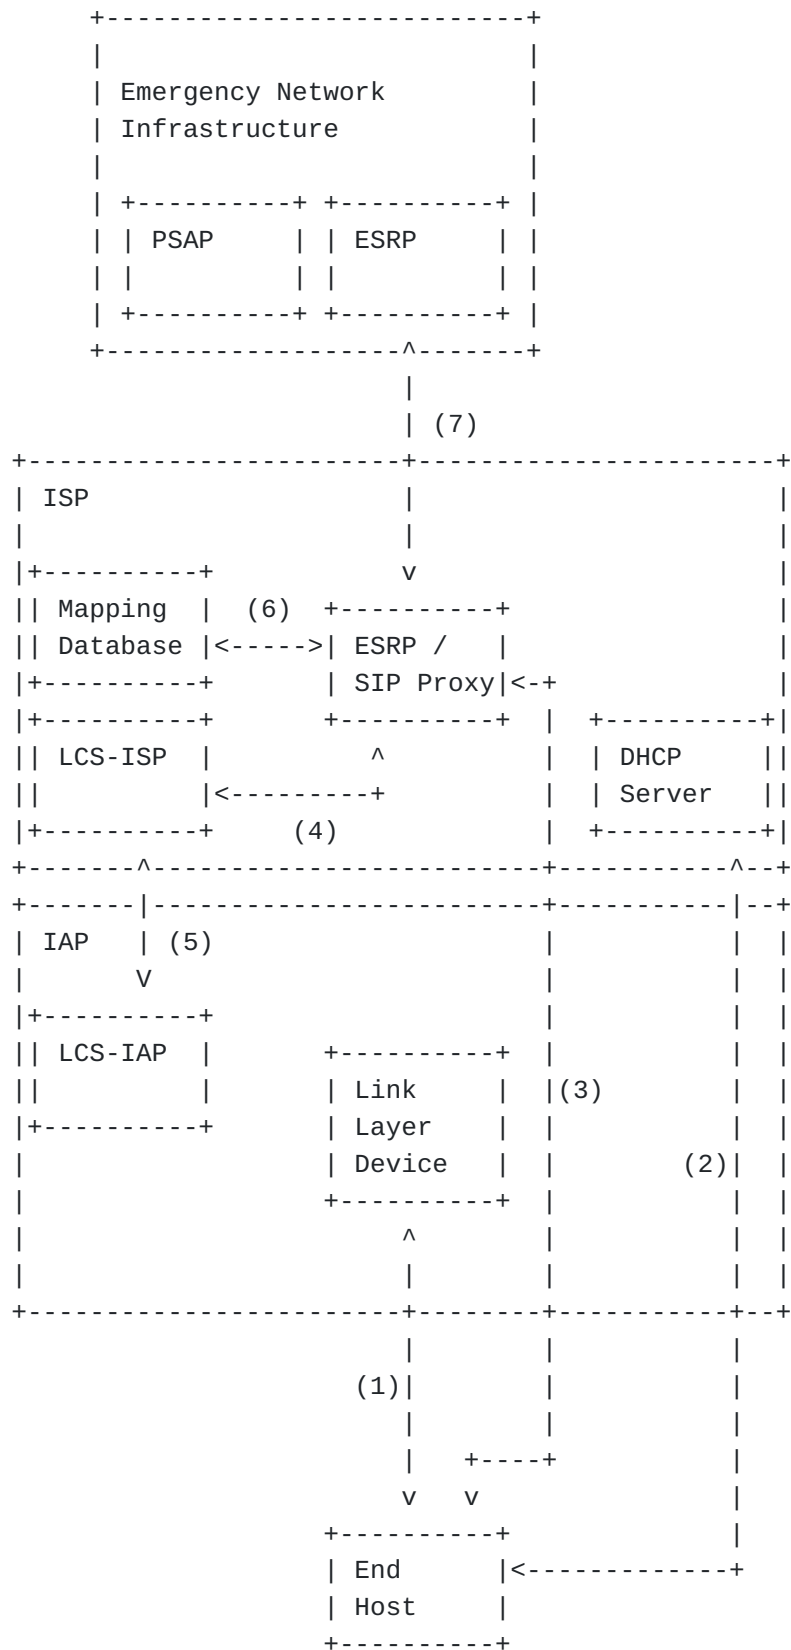 +---------------------------+
|                           |
| Emergency Network         |
| Infrastructure            |
|                           |
| +----------+ +----------+ |
| | PSAP     | | ESRP     | |
| |          | |          | |
| +----------+ +----------+ |
+-------------------^-------+
|
| (7)
+------------------------+-----------------------+
| ISP                    |                       |
|                        |                       |
|+----------+            v                       |
|| Mapping  |  (6)  +----------+                 |
|| Database |<----->| ESRP /   |                 |
|+----------+       | SIP Proxy|<-+              |
|+----------+       +----------+  |  +----------+|
|| LCS-ISP  |          ^          |  | DHCP     ||
||          |<---------+          |  | Server   ||
|+----------+     (4)             |  +----------+|
+-------^-------------------------+-----------^--+
+-------|-------------------------+-----------|--+
| IAP   | (5)                     |           |  |
|       V                         |           |  |
|+----------+                     |           |  |
|| LCS-IAP  |       +----------+  |           |  |
||          |       | Link     |  |(3)        |  |
|+----------+       | Layer    |  |           |  |
|                   | Device   |  |        (2)|  |
|                   +----------+  |           |  |
|                        ^        |           |  |
|                        |        |           |  |
+------------------------+--------+-----------+--+
|        |           |
(1)|        |           |
|        |           |
|   +----+           |
v   v                |
+----------+              |
| End      |<-------------+
| Host     |
+----------+